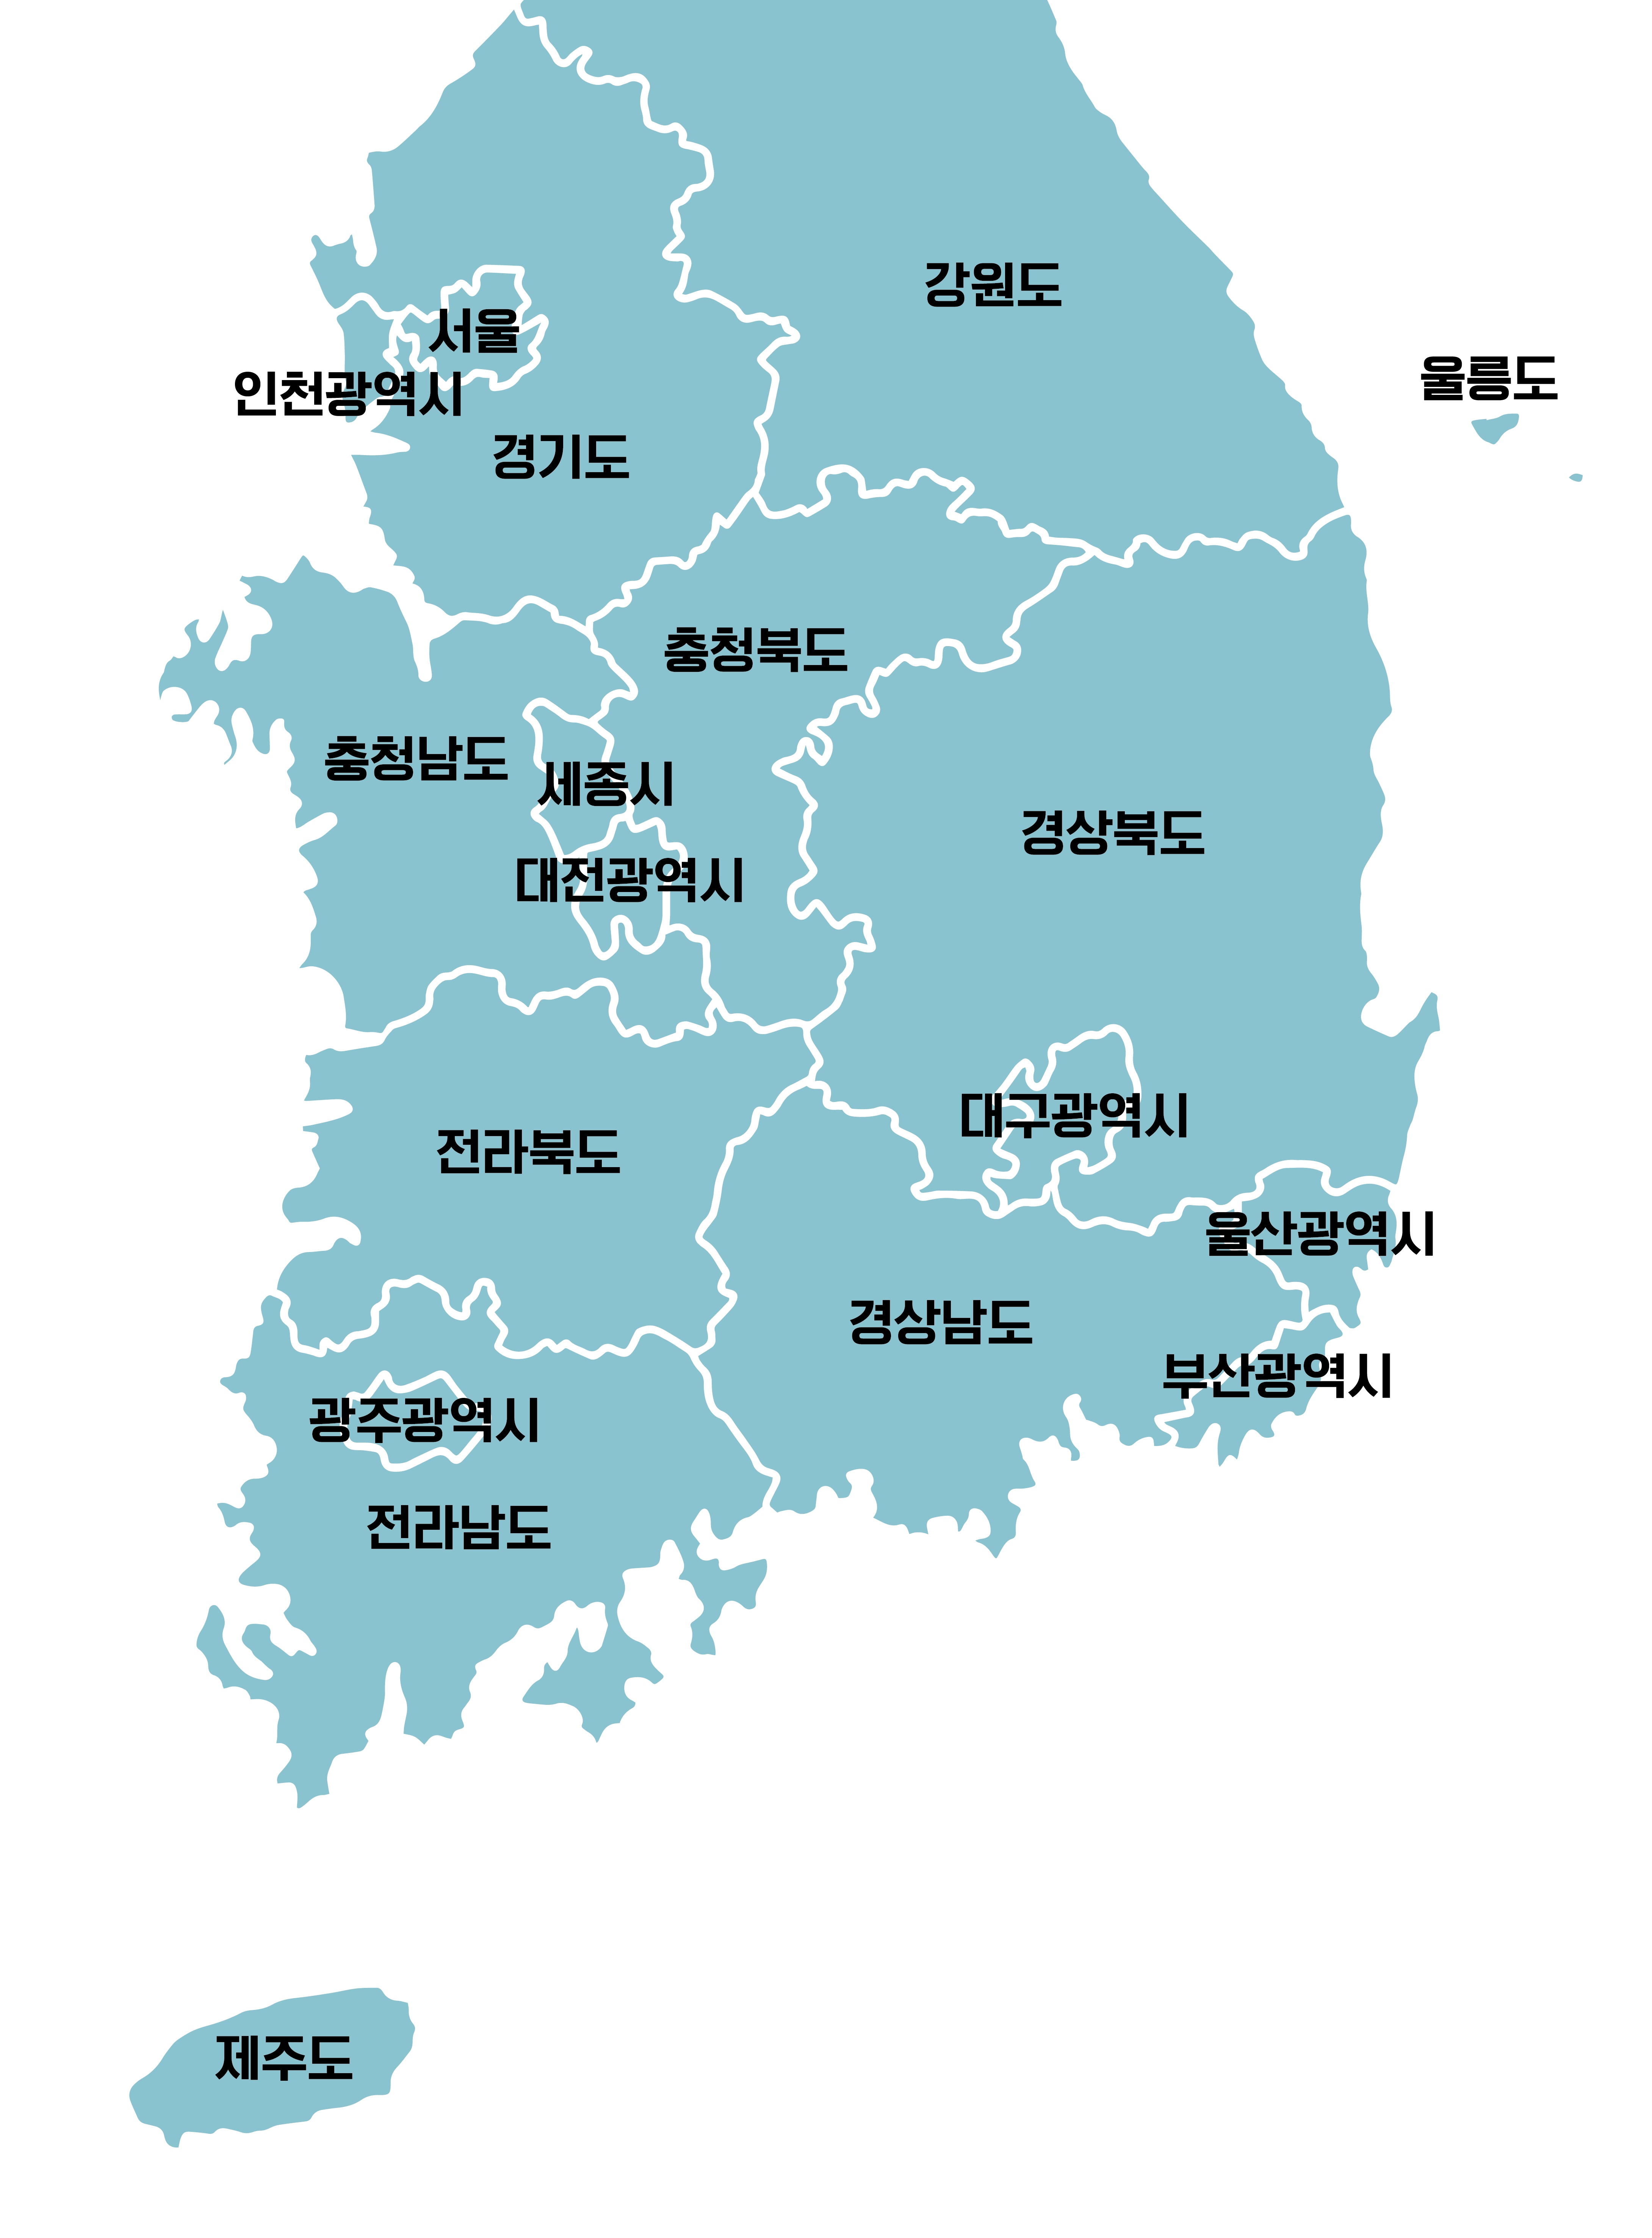 강원도
서울
울릉도
인천광역시
경기도
충청북도
충청남도
세종시
경상북도
대전광역시
대구광역시
전라북도
울산광역시
경상남도
부산광역시
광주광역시
전라남도
제주도